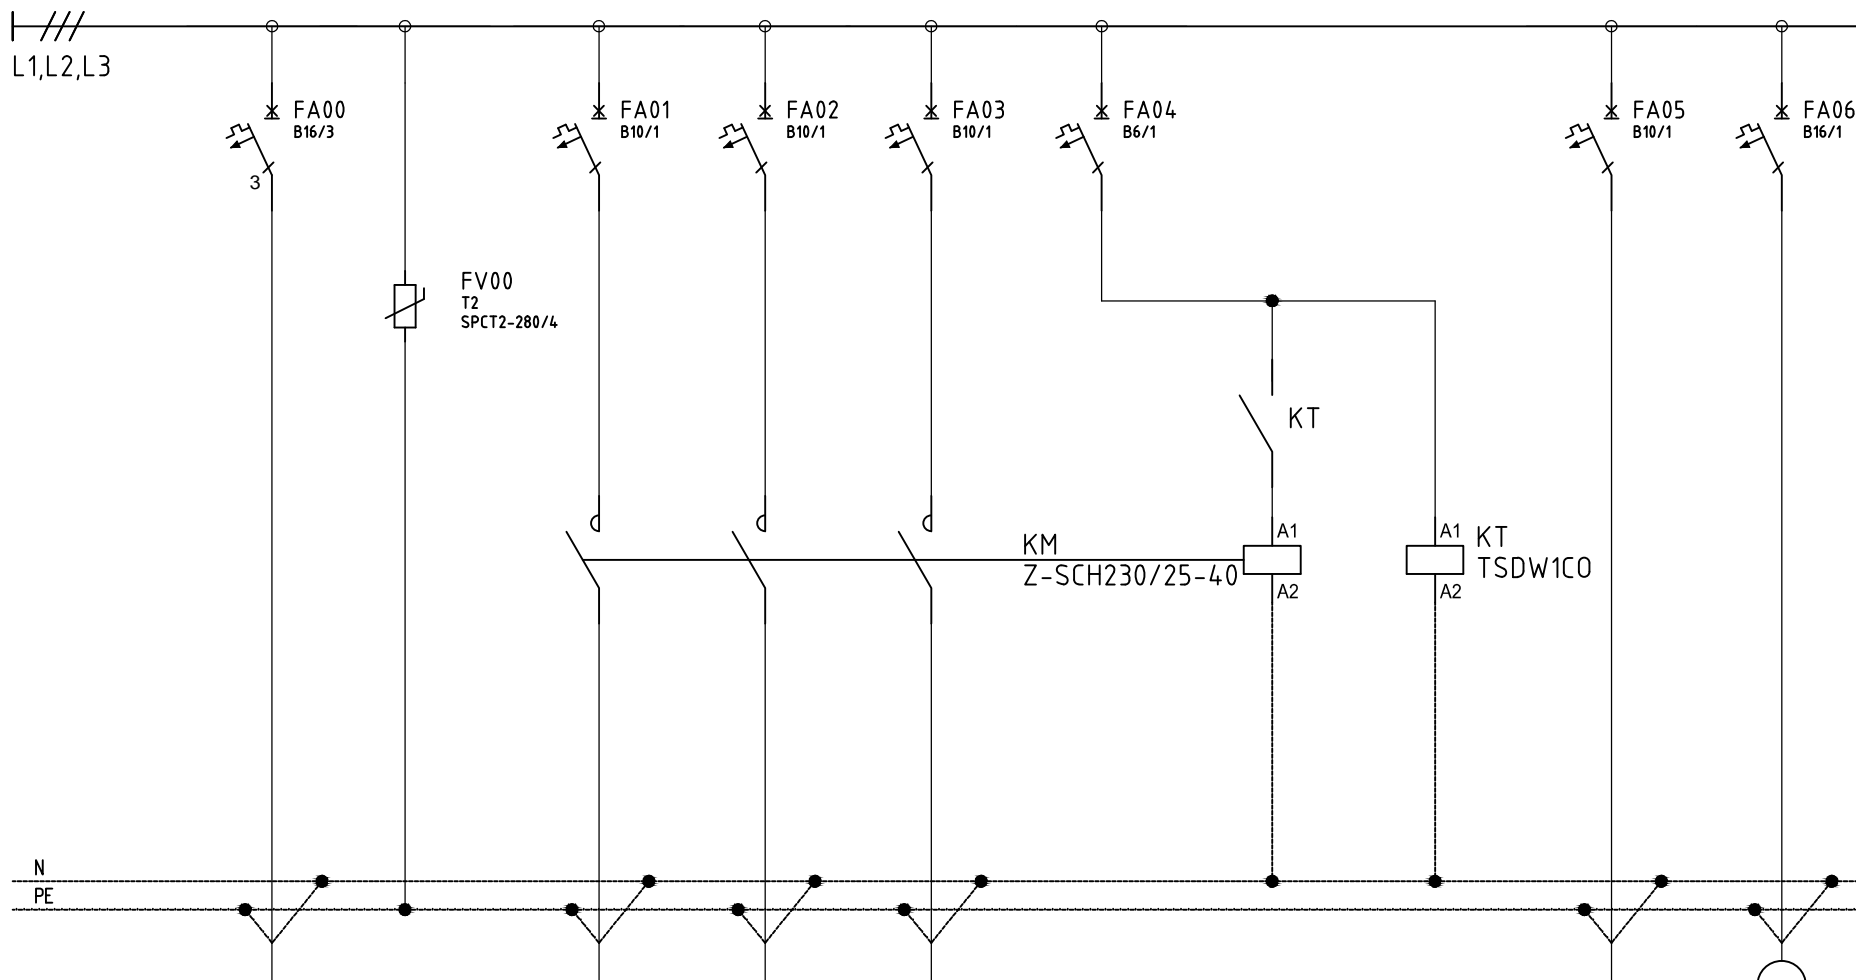 L1,L2,L3
FA00
B16/3
3
FV00
T2
SPCT2-280/4
FA01
B10/1
FA02
B10/1
FA03
B10/1
FA04
B6/1
FA05
B10/1
FA06
B16/1
KT
KM
Z-SCH230/25-40
A1
A2
A1
A2
KT
TSDW1CO
N
PE